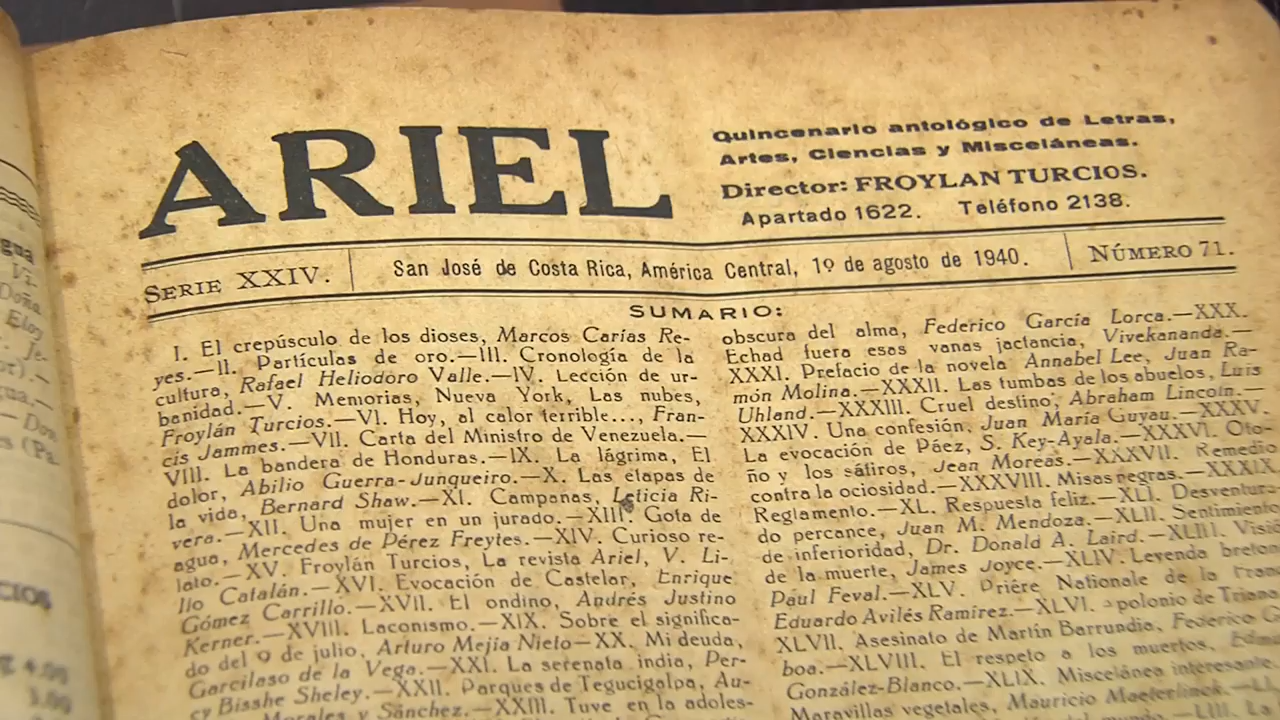 ARIEL
Quincenario antológico de Letras,
Artes, Ciencias y Misceláneas.
Director: FROYLAN TURCIOS.
Apartado 1622. Teléfono 2138.
SERIE XXIV.
San José de Costa Rica, América Central, 1º de agosto de 1940.
NÚMERO 71.
SUMARIO:
I. El crepúsculo de los dioses, Marcos Carías Re-
yes.—II. Partículas de oro.—III. Cronología de la
cultura, Rafael Heliodoro Valle.—IV. Lección de ur-
banidad.—V. Memorias, Nueva York, Las nubes,
Froylán Turcios.—VI. Hoy, al calor terrible..., Fran-
cis Jammes.—VII. Carta del Ministro de Venezuela.—
VIII. La bandera de Honduras.—IX. La lágrima, El
dolor, Abilio Guerra-Junqueiro.—X. Las etapas de
la vida, Bernard Shaw.—XI. Campanas, Leticia Ri-
vera.—XII. Una mujer en un jurado.—XIII. Gota de
agua, Mercedes de Pérez Freytes.—XIV. Curioso re-
lato.—XV. Froylán Turcios, La revista Ariel, V. Li-
llo Catalán.—XVI. Evocación de Castelar, Enrique
Gómez Carrillo.—XVII. El ondino, Andrés Justino
Kerner.—XVIII. Laconismo.—XIX. Sobre el significa-
do del 9 de julio, Arturo Mejía Nieto—XX. Mi deuda,
Garcilaso de la Vega.—XXI. La serenata india, Per-
cy Bisshe Sheley.—XXII. Parques de Tegucigalpa, Au-
Morales y Sánchez.—XXIII. Tuve en la adoles-
obscura del alma, Federico García Lorca.—XXX.
Echad fuera esas vanas jactancia, Vivekananda.—
XXXI. Prefacio de la novela Annabel Lee, Juan Ra-
món Molina.—XXXII. Las tumbas de los abuelos, Luis
Uhland.—XXXIII. Cruel destino, Abraham Lincoln.—
XXXIV. Una confesión, Juan María Guyau.—XXXV.
La evocación de Páez, S. Key-Ayala.—XXXVI. Oto-
ño y los sátiros, Jean Moreas.—XXXVII. Remedio
contra la ociosidad.—XXXVIII. Misas negras.—XXXIX
Reglamento.—XL. Respuesta feliz.—XLI. Desventura-
do percance, Juan M. Mendoza.—XLII. Sentimiento
de inferioridad, Dr. Donald A. Laird.—XLIII. Visió
de la muerte, James Joyce.—XLIV. Leyenda bretona
Paul Feval.—XLV. Priére Nationale de la Franc
Eduardo Avilés Ramírez.—XLVI. polonio de Triana
XLVII. Asesinato de Martín Barrundia, Federico G
boa.—XLVIII. El respeto a los muertos, Edm
González-Blanco.—XLIX. Miscelánea interesante.
Maravillas vegetales, Mauricio Maeterlinck.—LI.